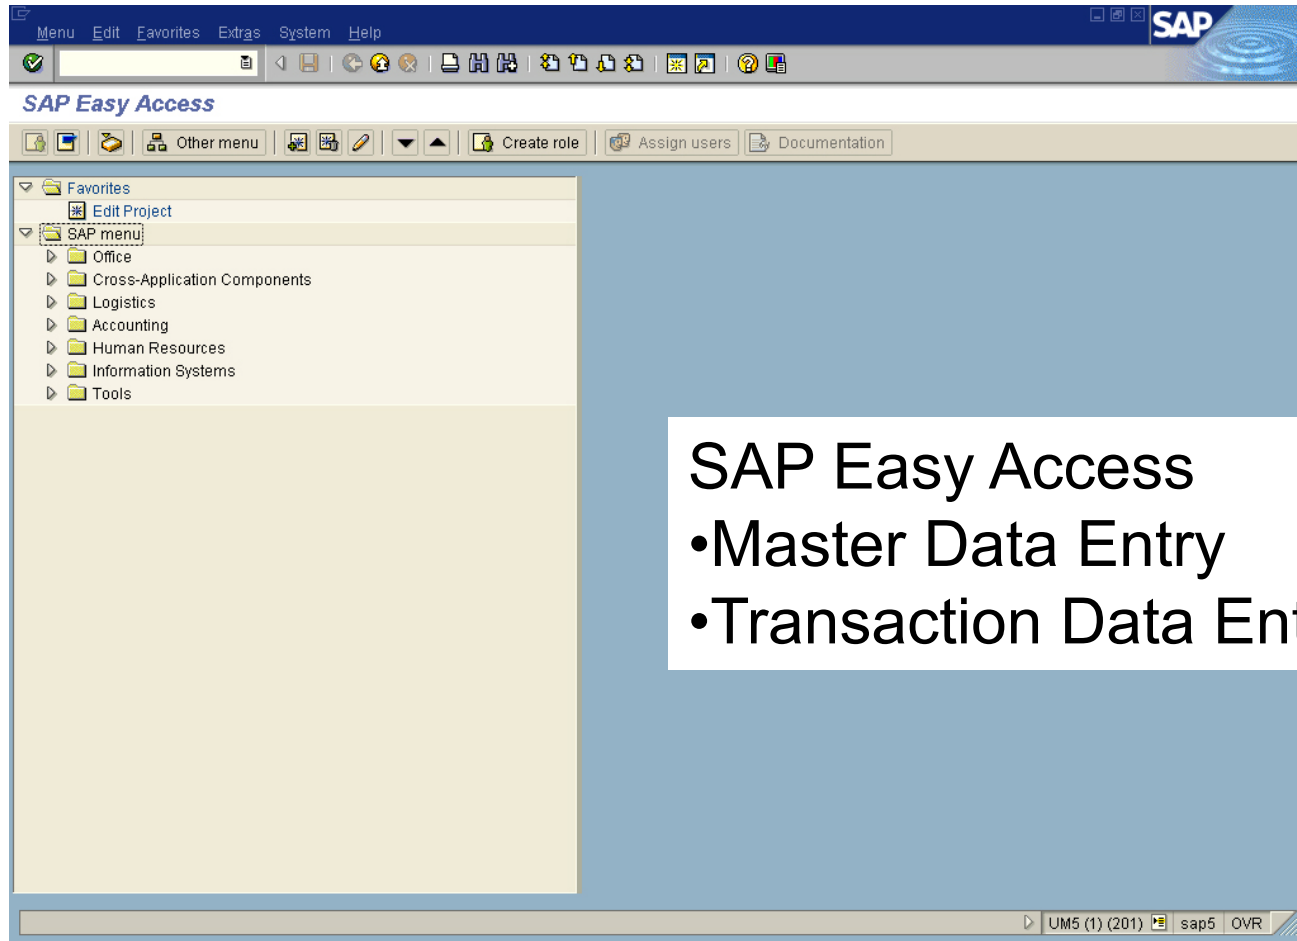 Menu Edit Favorites Extras System Help
SAP
SAP Easy Access
Other menu Create role Assign users Documentation
Favorites
Edit Project
SAP menu
Office
Cross-Application Components
Logistics
Accounting
Human Resources
Information Systems
Tools
SAP Easy Access
•Master Data Entry
•Transaction Data Ent
UM5 (1) (201) sap5 OVR